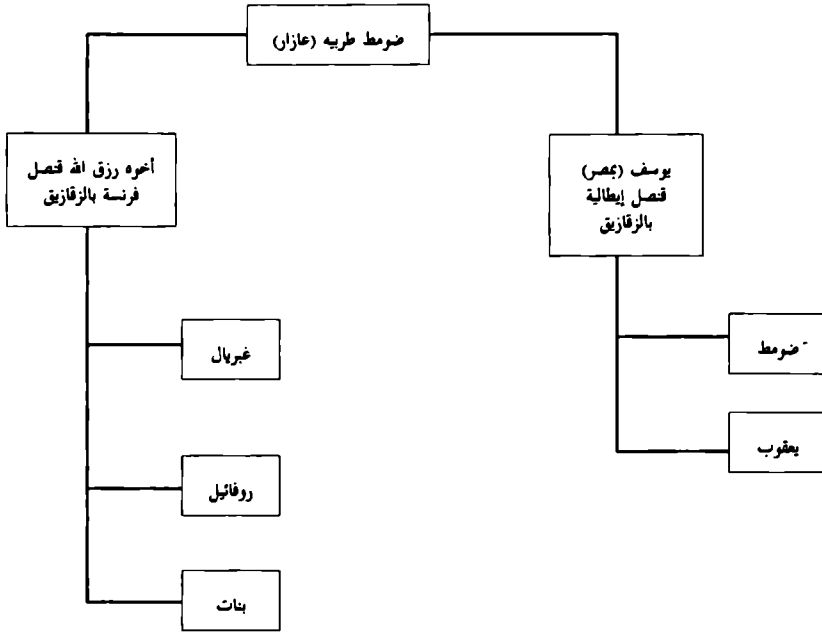 ضومط طربيه (عازار)
يوسف (بمصر)
قنصل إيطالية
بالزقازيق
أخوه رزق الله قنصل
فرنسة بالزقازيق
ضومط
يعقوب
غبريال
روفائيل
بنات